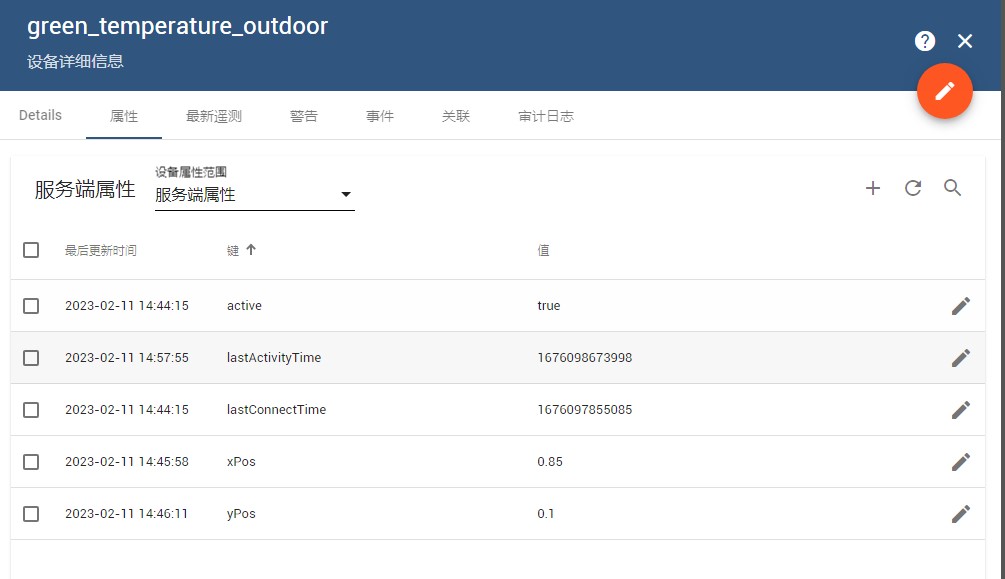 green_temperature_outdoor
设备详细信息
Details 属性 最新遥测 警告 事件 关联 审计日志
设备属性范围
服务端属性 服务端属性
最后更新时间 键 值
2023-02-11 14:44:15 active true
2023-02-11 14:57:55 lastActivityTime 1676098673998
2023-02-11 14:44:15 lastConnectTime 1676097855085
2023-02-11 14:45:58 xPos 0.85
2023-02-11 14:46:11 yPos 0.1